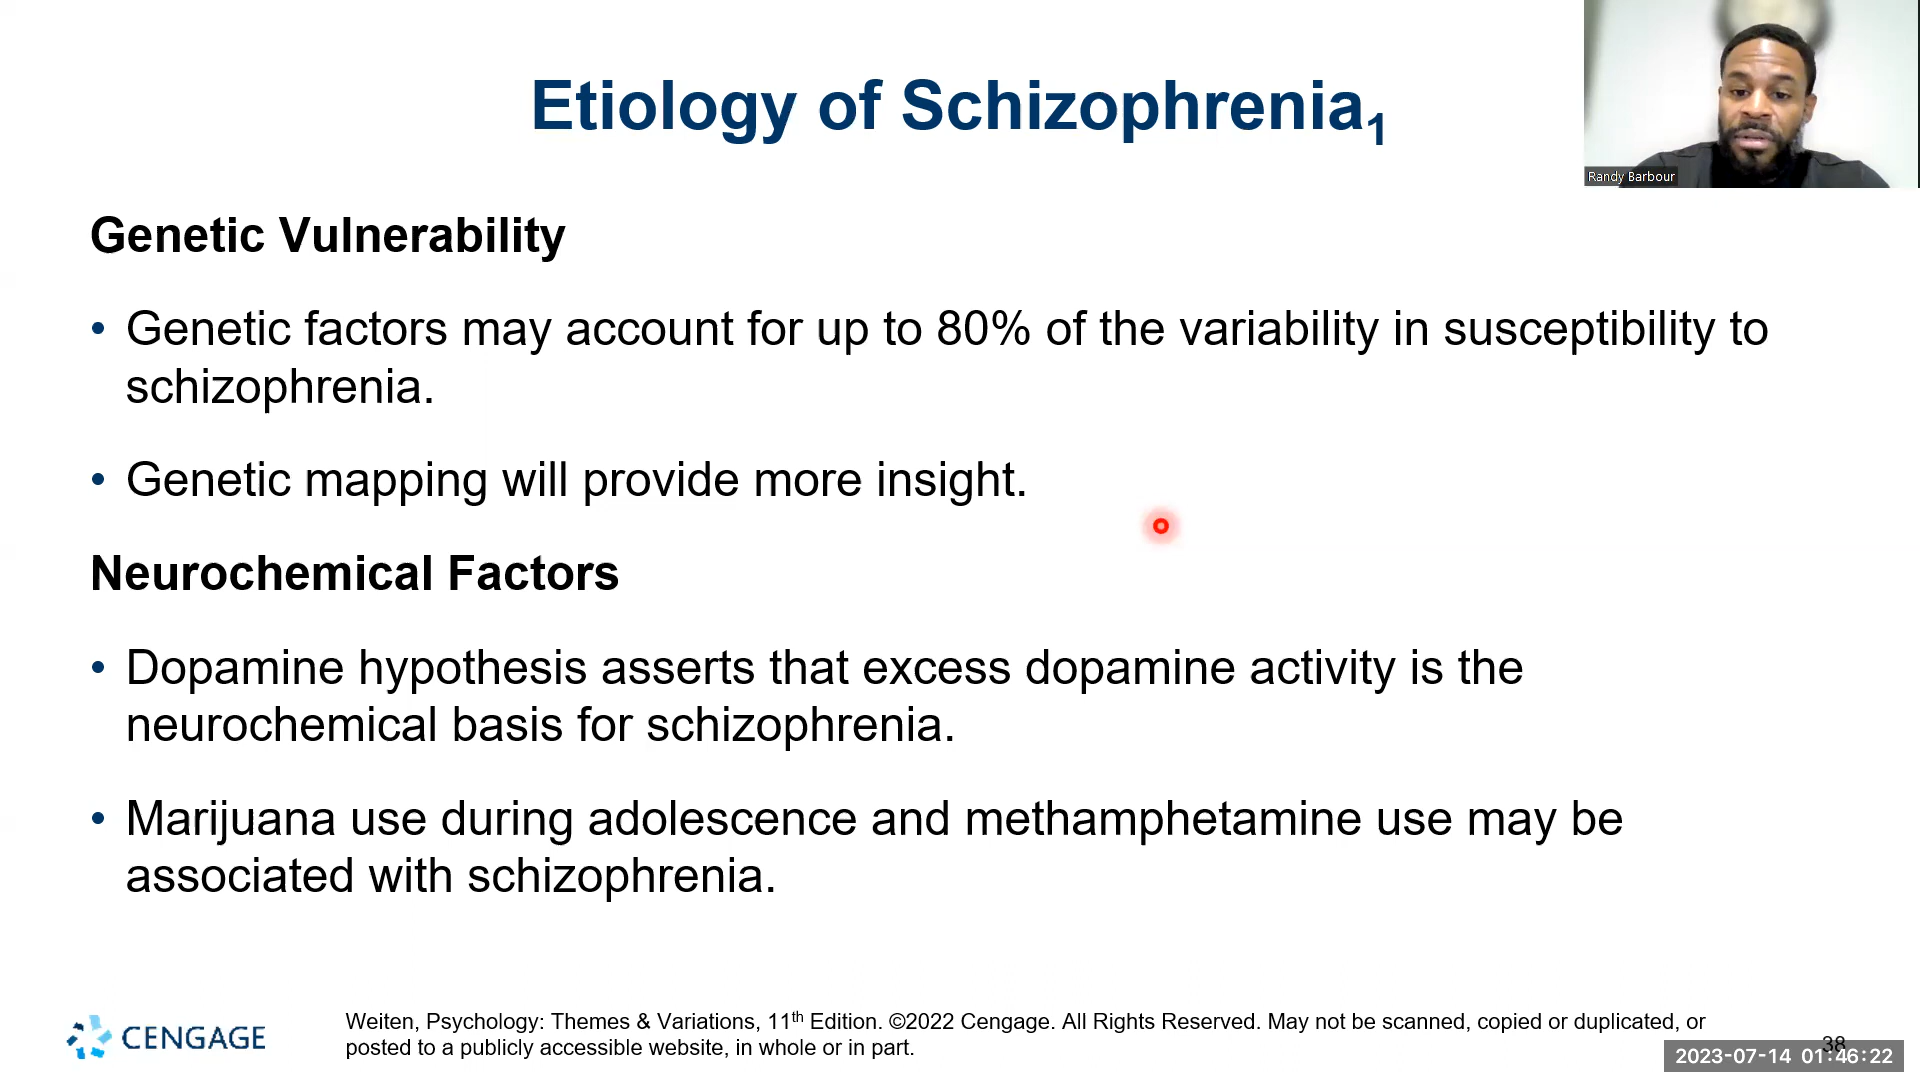 Etiology of Schizophrenia1
Randy Barbour
Genetic Vulnerability
• Genetic factors may account for up to 80% of the variability in susceptibility to
schizophrenia.
• Genetic mapping will provide more insight.
Neurochemical Factors
• Dopamine hypothesis asserts that excess dopamine activity is the
neurochemical basis for schizophrenia.
• Marijuana use during adolescence and methamphetamine use may be
associated with schizophrenia.
CENGAGE
Weiten, Psychology: Themes & Variations, 11th Edition. ©2022 Cengage. All Rights Reserved. May not be scanned, copied or duplicated, or
posted to a publicly accessible website, in whole or in part.
38
2023-07-14 01:46:22